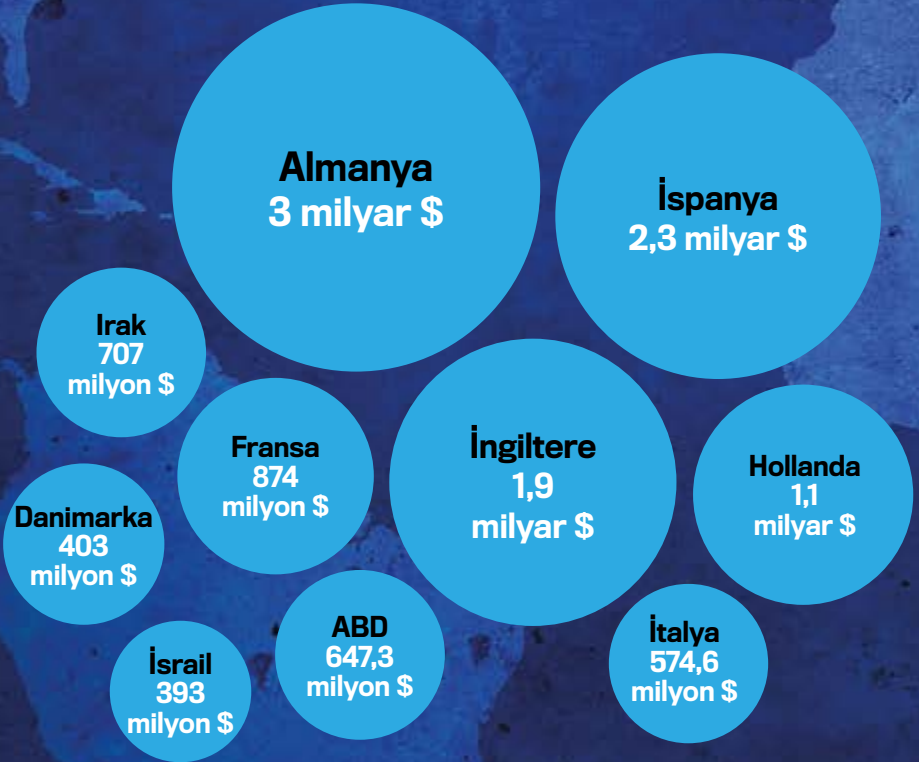 Almanya
3 milyar $
İspanya
2,3 milyar $
Irak
707
milyon $
Fransa
874
milyon $
İngiltere
1,9
milyar $
Hollanda
1,1
milyar $
Danimarka
403
milyon $
İsrail
393
milyon $
ABD
647,3
milyon $
İtalya
574,6
milyon $